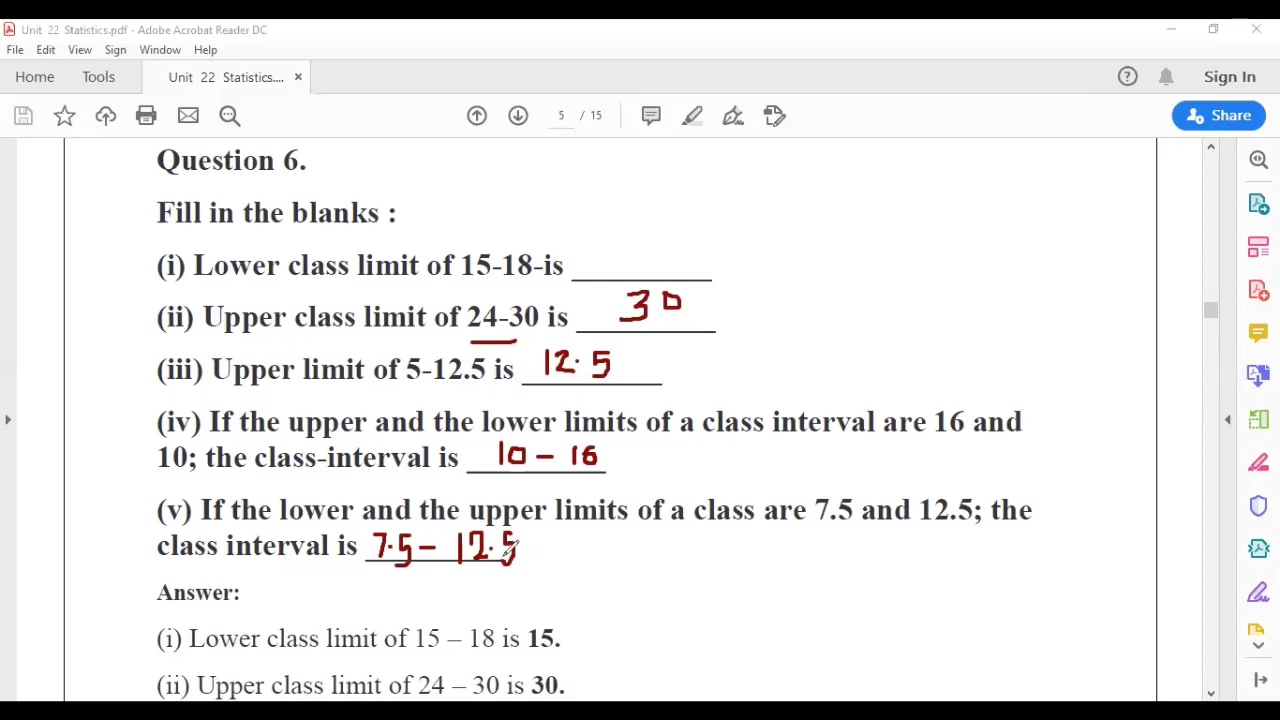 Unit 22 Statistics.pdf - Adobe Acrobat Reader DC
File Edit View Sign Window Help
Home Tools Unit 22 Statistics.... × Sign In
5 / 15 Share
Question 6.
Fill in the blanks :
(i) Lower class limit of 15-18-is ________
(ii) Upper class limit of 24-30 is 30
(iii) Upper limit of 5-12.5 is 12.5
(iv) If the upper and the lower limits of a class interval are 16 and
10; the class-interval is 10 – 16
(v) If the lower and the upper limits of a class are 7.5 and 12.5; the
class interval is 7.5 – 12.5
Answer:
(i) Lower class limit of 15 – 18 is 15.
(ii) Upper class limit of 24 – 30 is 30.